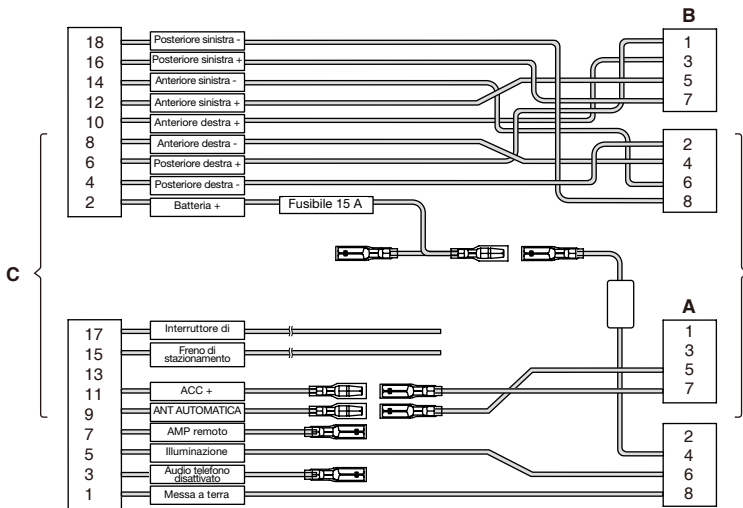 B
18 Posteriore sinistra -
16 Posteriore sinistra +
14 Anteriore sinistra -
12 Anteriore sinistra +
10 Anteriore destra +
8 Anteriore destra -
6 Posteriore destra +
4 Posteriore destra -
2 Batteria + Fusibile 15 A
1
3
5
7
2
4
6
8
C
A
17 Interruttore di
15 Freno di
stazionamento
13
11 ACC +
9 ANT AUTOMATICA
7 AMP remoto
5 Illuminazione
3 Audio telefono
disattivato
1 Messa a terra
1
3
5
7
2
4
6
8